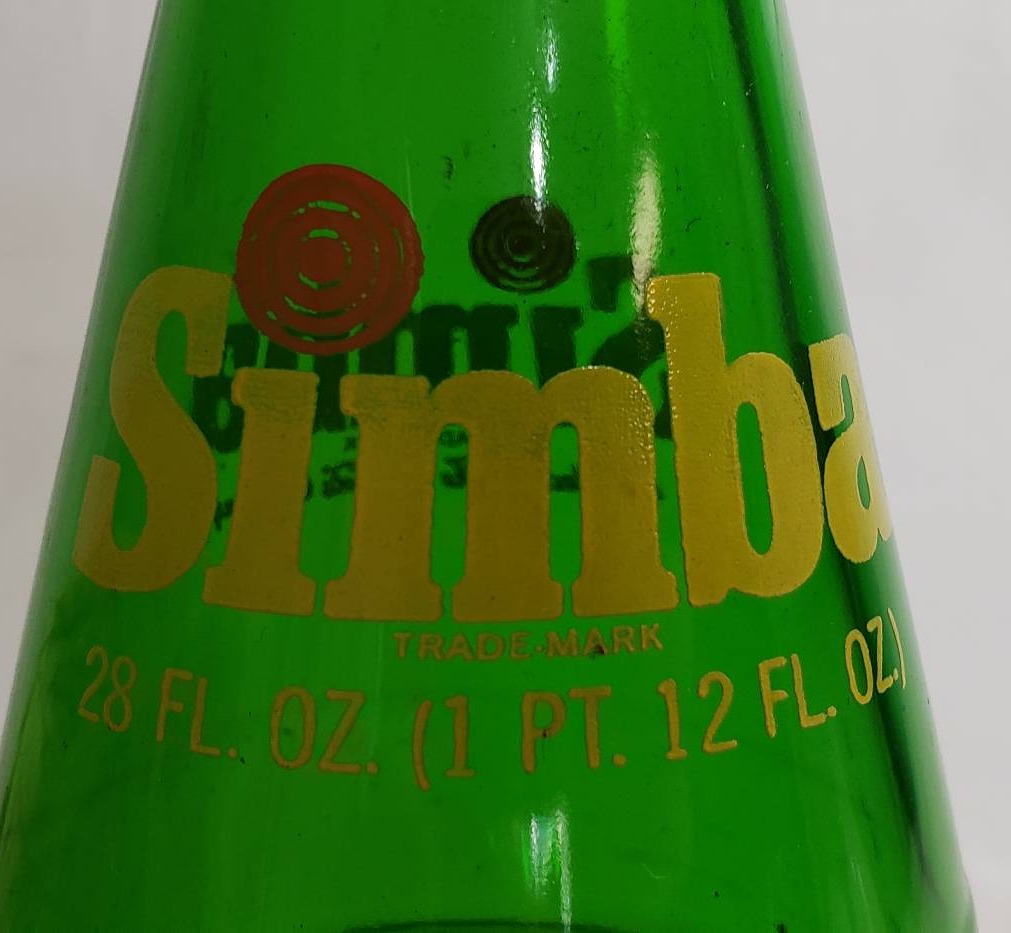 Simba
TRADE-MARK
28 FL. OZ. (1 PT. 12 FL. OZ.)